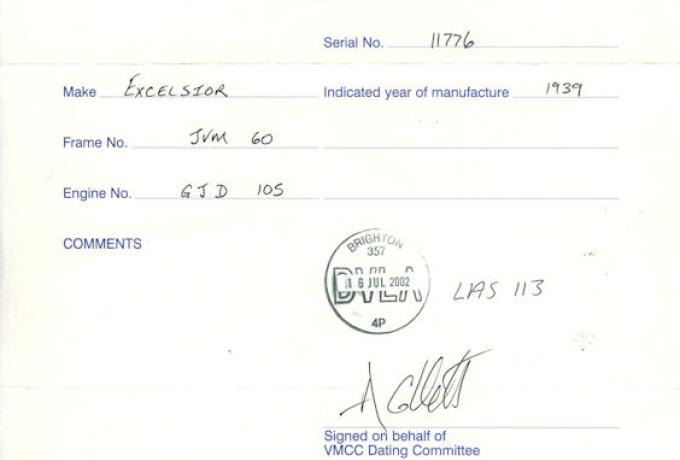 Serial No. 11776
Make EXCELSIOR Indicated year of manufacture 1939
Frame No. JVM 60
Engine No. GJD 105
COMMENTS
BRIGHTON
357
DVLA
16 JUL 2002
4P
LAS 113
Signed on behalf of
VMCC Dating Committee